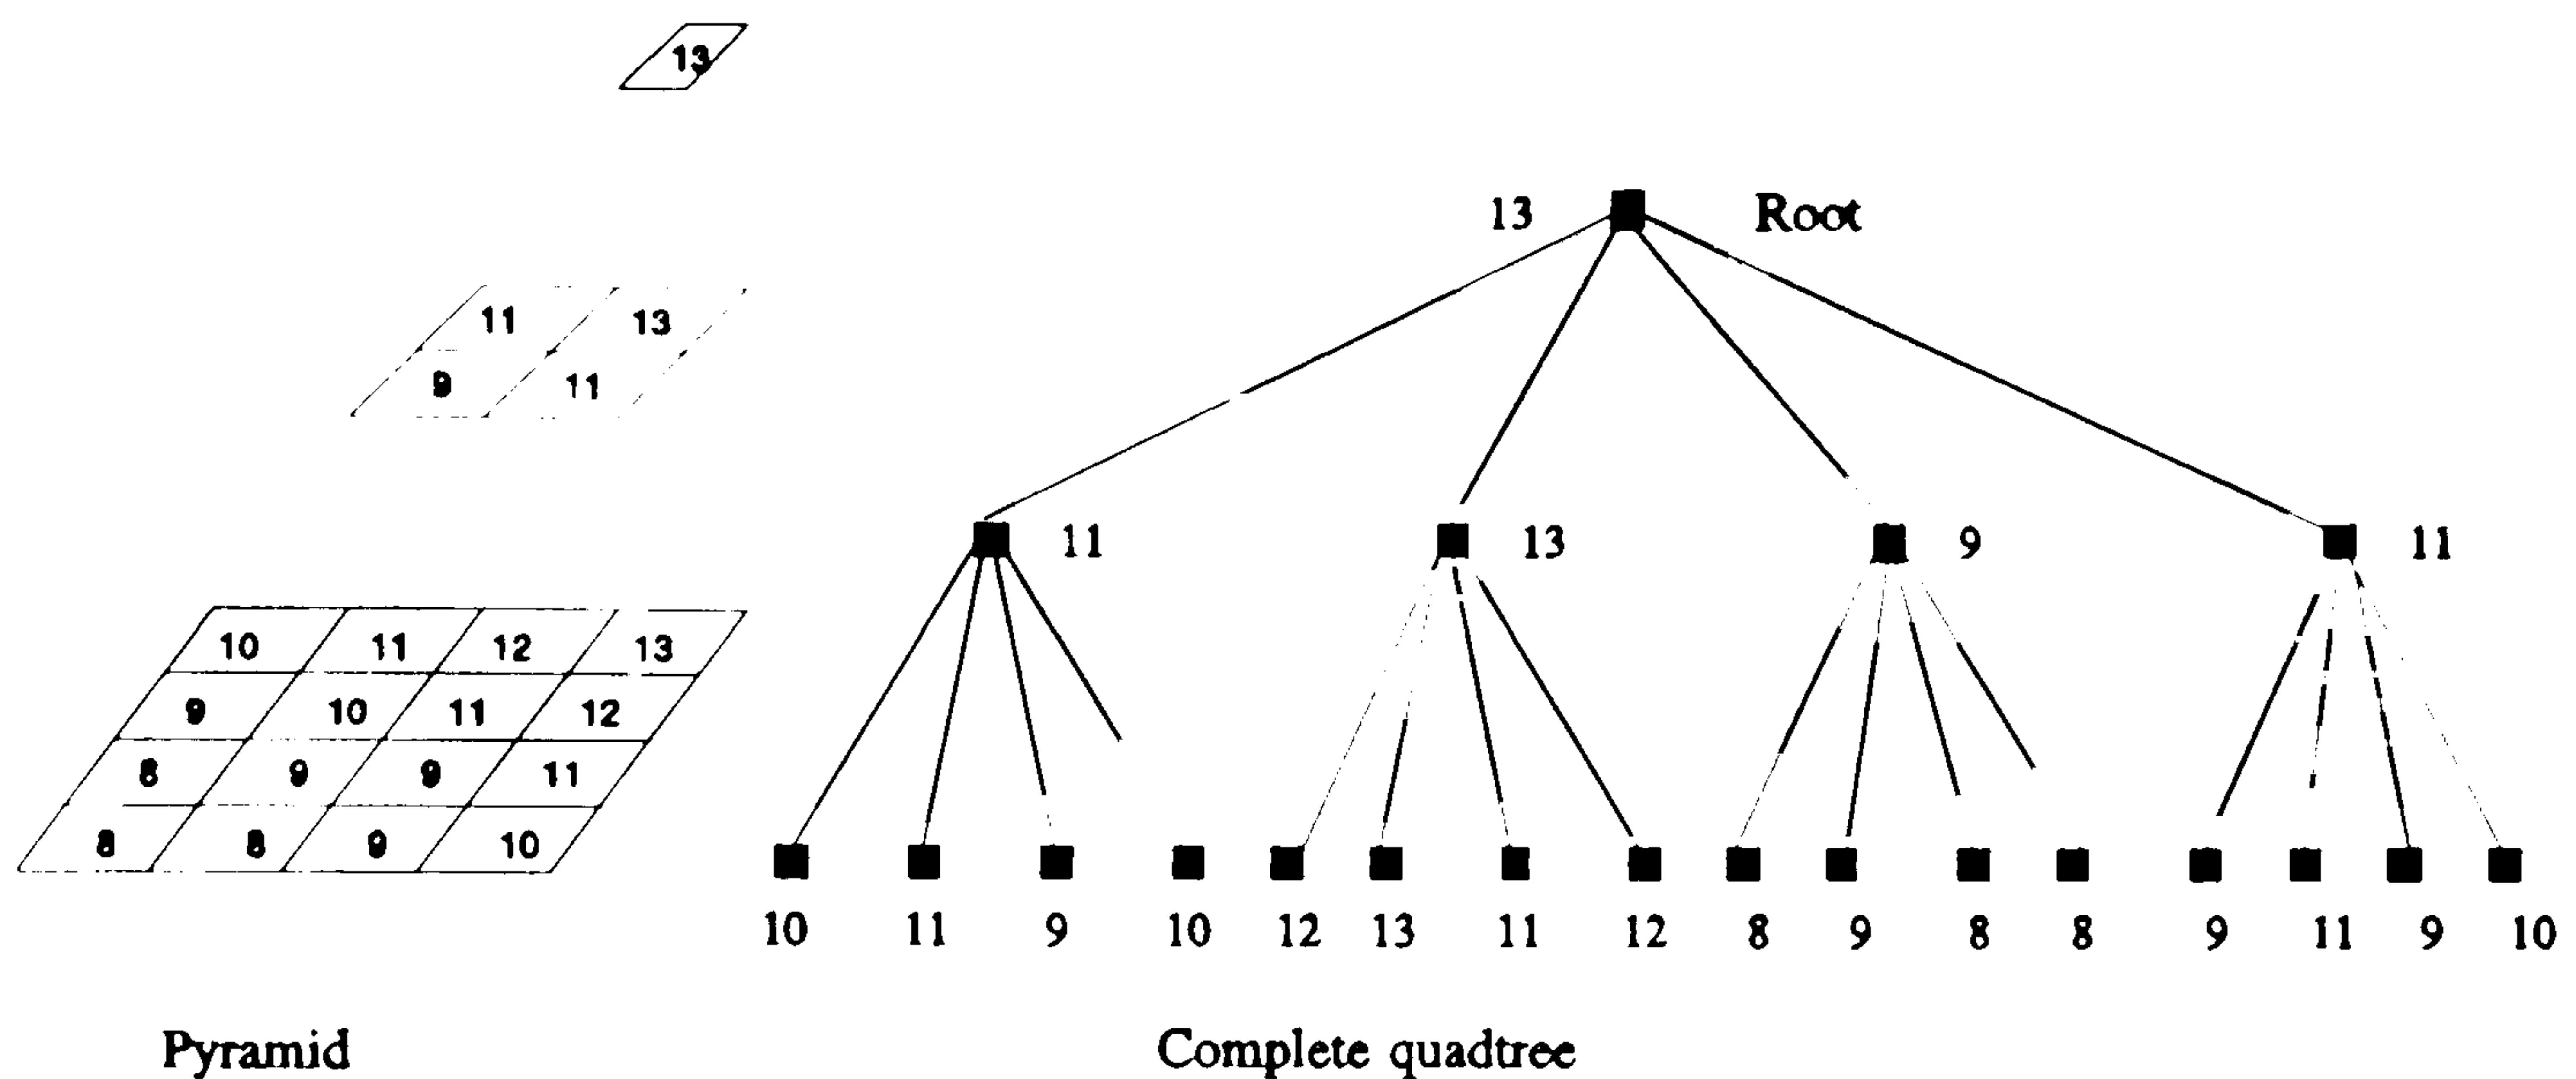 13
13 Root
11 13
9 11
11 13 9 11
10 11 12 13
9 10 11 12
8 9 9 11
8 8 9 10
10 11 9 10 12 13 11 12 8 9 8 8 9 11 9 10
Pyramid Complete quadtree